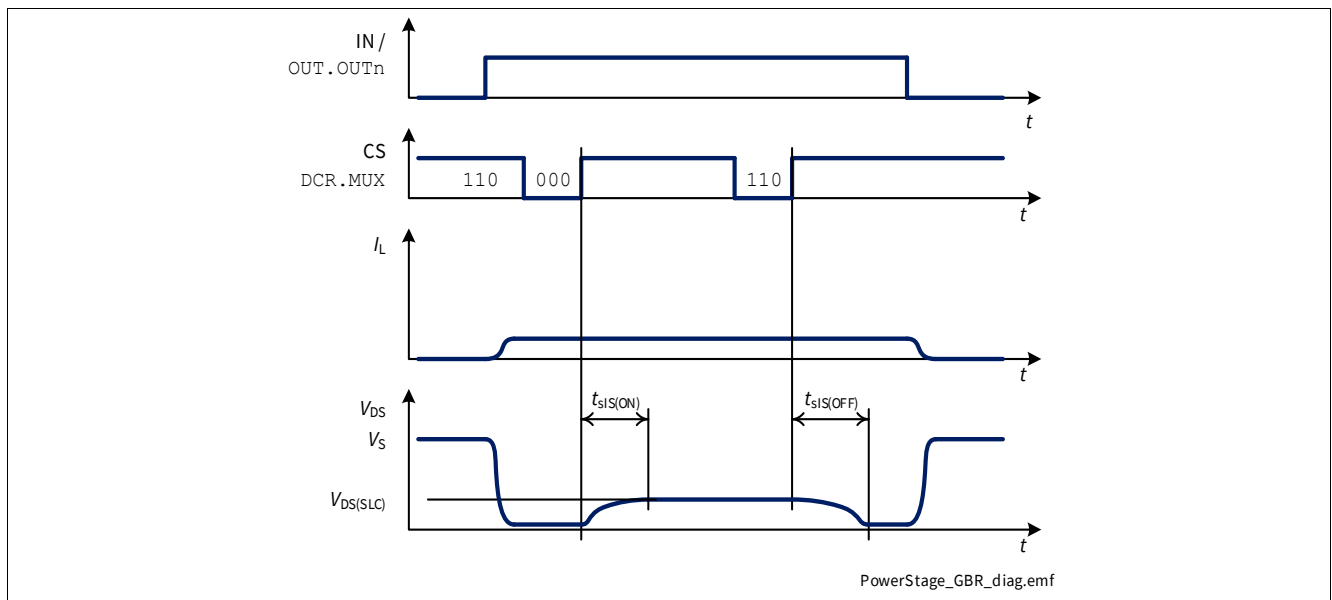 IN /
OUT.OUTn
t
CS
DCR.MUX 110 000 110
t
IL
t
VDS
tsIS(ON) tsIS(OFF)
VS
VDS(SLC)
t
PowerStage_GBR_diag.emf